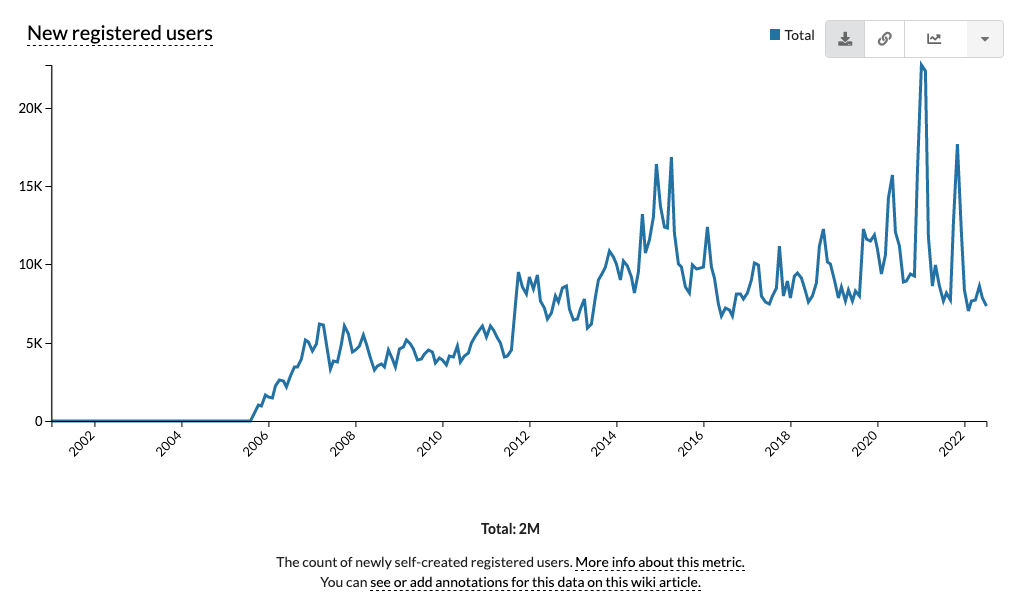 New registered users
Total
20K
15K
10K
5K
0
2002 2004 2006 2008 2010 2012 2014 2016 2018 2020 2022
Total: 2M
The count of newly self-created registered users. More info about this metric.
You can see or add annotations for this data on this wiki article.